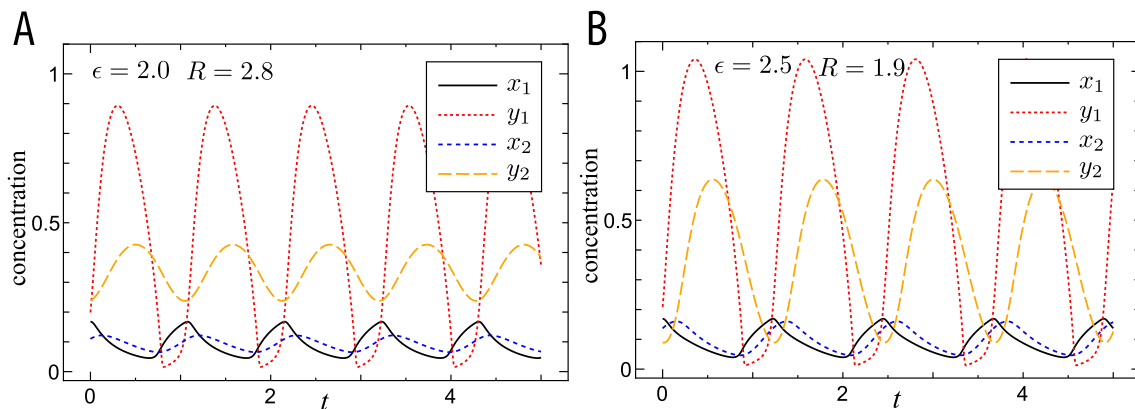 A
ϵ = 2.0 R = 2.8
x₁
y₁
x₂
y₂
concentration
1
0.5
0
0 2 4
t
B
ϵ = 2.5 R = 1.9
x₁
y₁
x₂
y₂
concentration
1
0.5
0
0 2 4
t